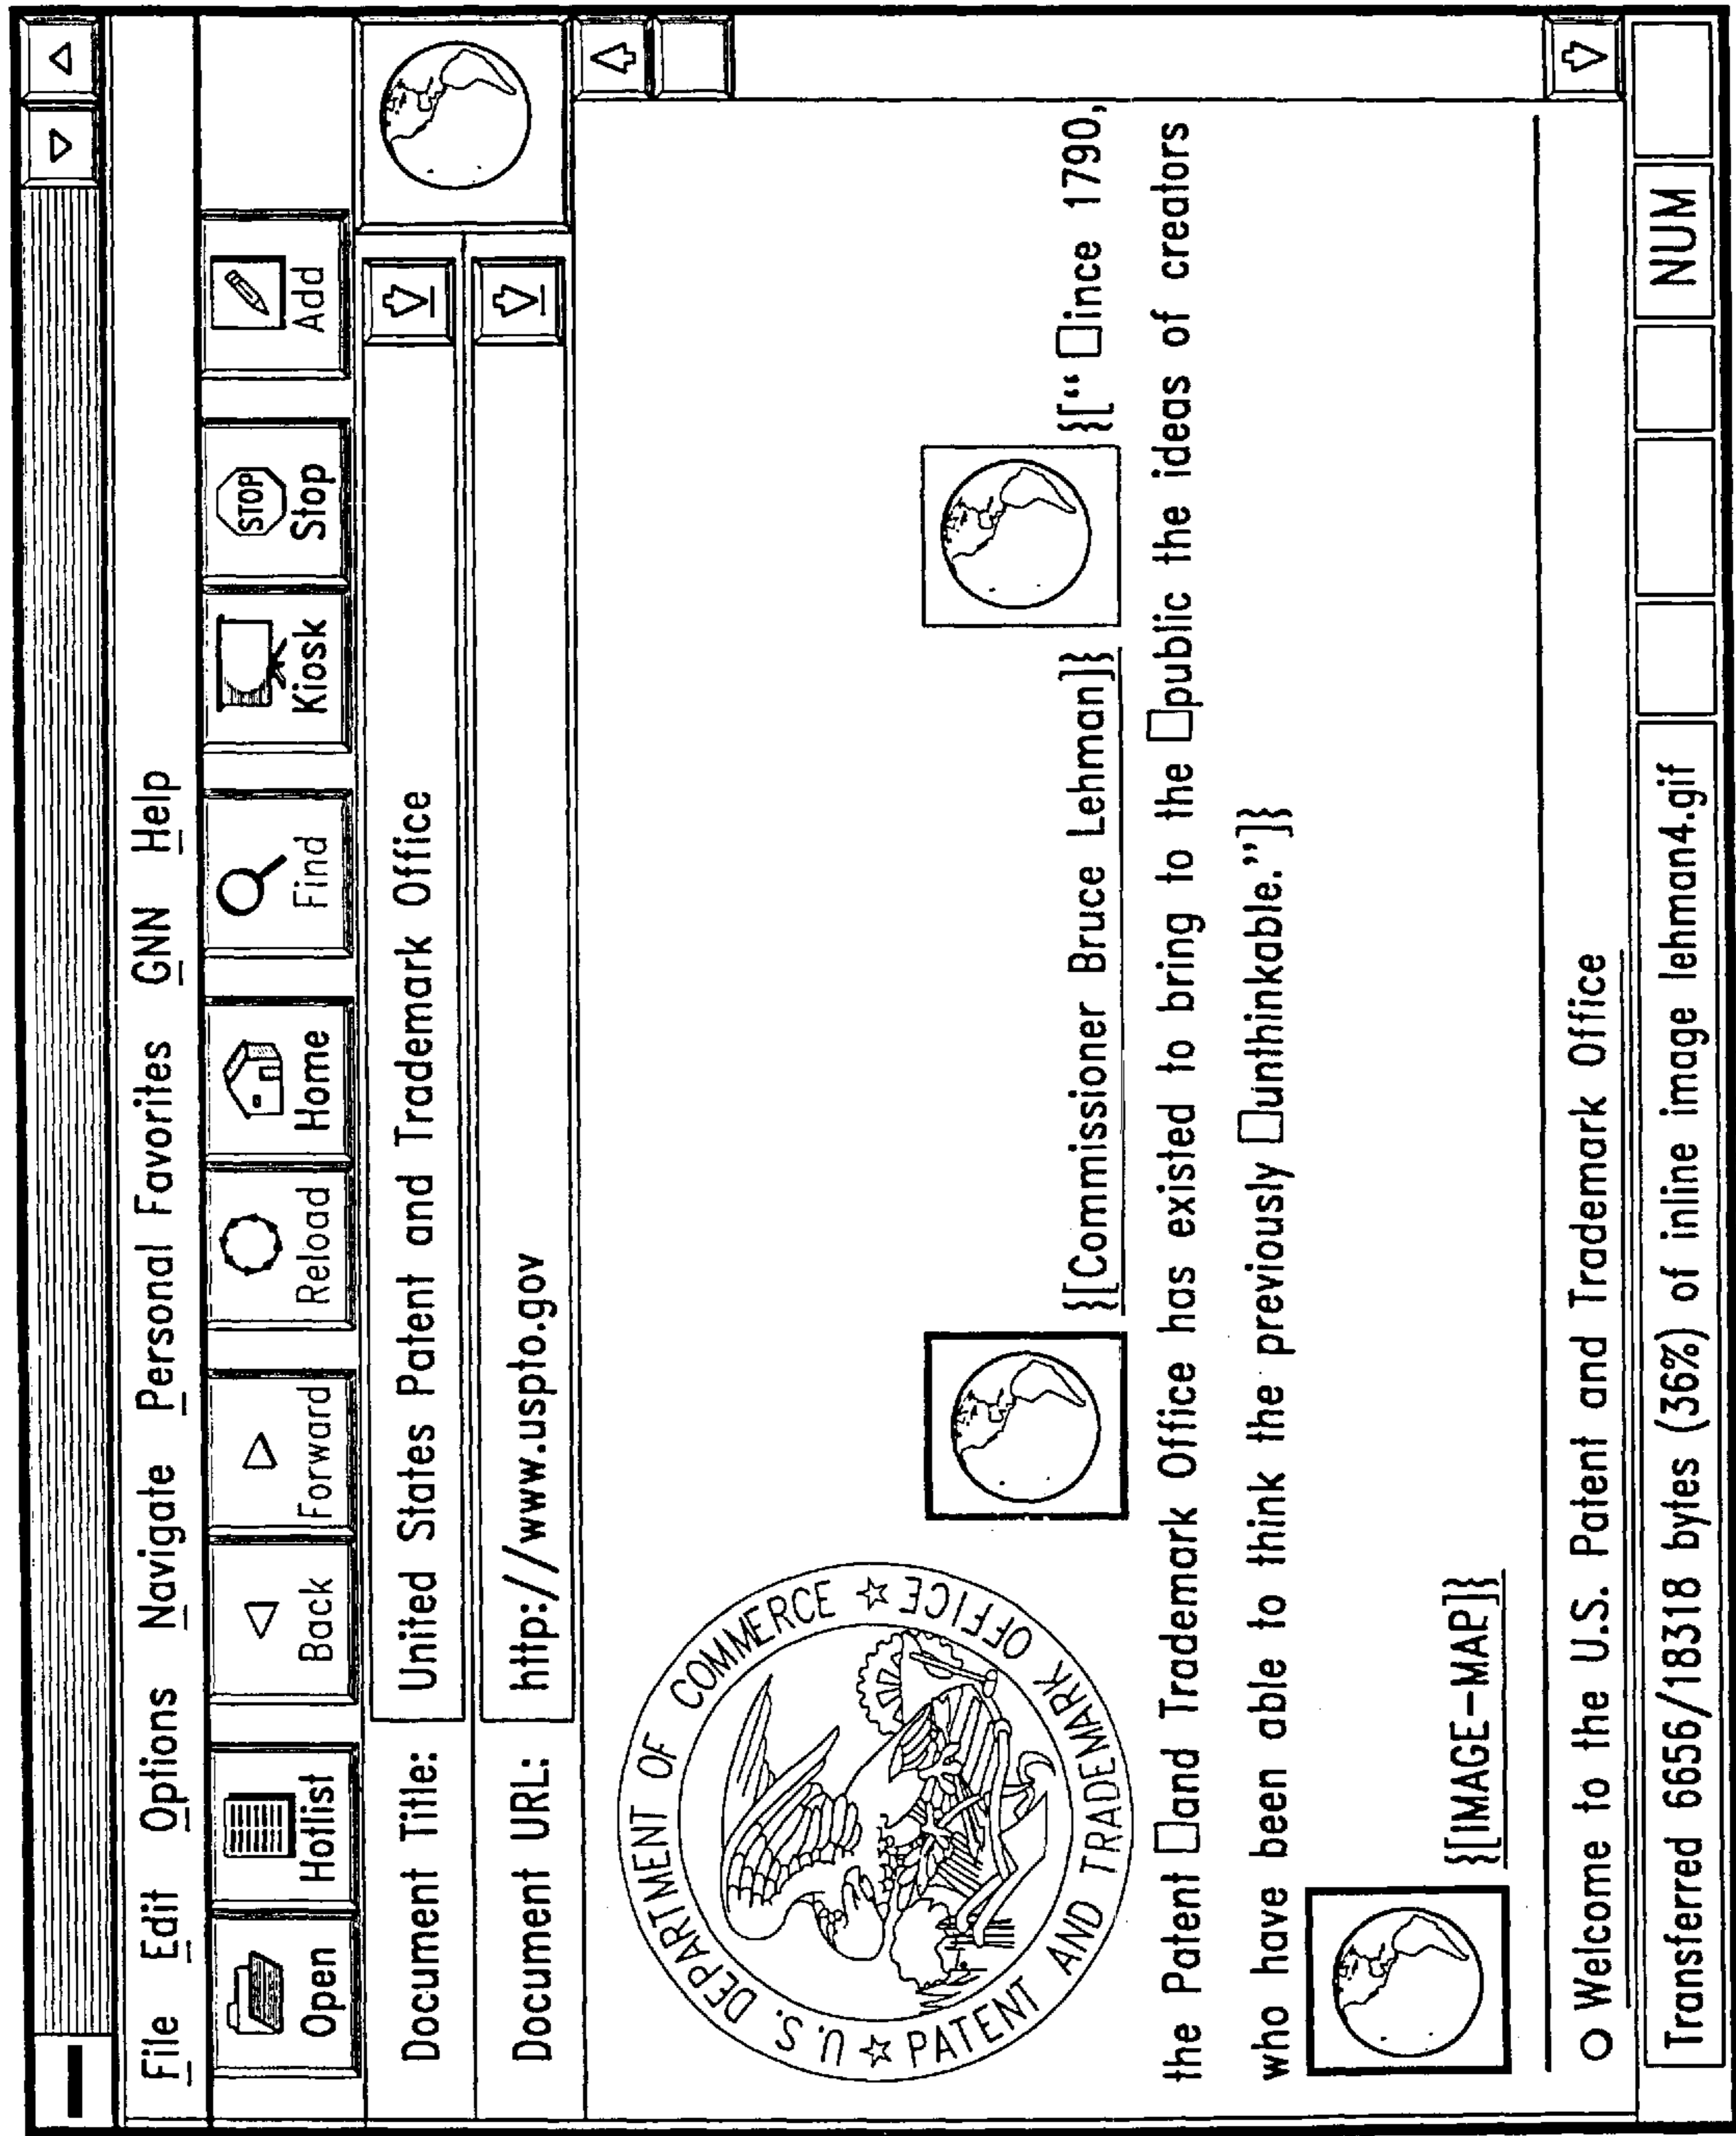 File Edit Options Navigate Personal Favorites GNN Help
Open Hotlist Back Forward Reload Home Find Kiosk STOP Stop Add
Document Title: United States Patent and Trademark Office
Document URL: http://www.uspto.gov
U.S. DEPARTMENT OF COMMERCE ☆ PATENT AND TRADEMARK OFFICE ☆
{[Commissioner Bruce Lehman]} {[“ □ince 1790,
the Patent □and Trademark Office has existed to bring to the □public the ideas of creators
who have been able to think the previously □unthinkable.”]}
{[IMAGE-MAP]}
O Welcome to the U.S. Patent and Trademark Office
Transferred 6656/18318 bytes (36%) of inline image lehman4.gif NUM